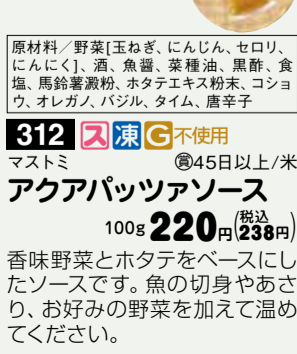 原材料／野菜[玉ねぎ、にんじん、セロリ、
にんにく]、酒、魚醤、菜種油、黒酢、食
塩、馬鈴薯澱粉、ホタテエキス粉末、コショ
ウ、オレガノ、バジル、タイム、唐辛子
312 ス 凍 G不使用
マストミ 賞45日以上/米
アクアパッツァソース
100g 220円(税込238円)
香味野菜とホタテをベースにし
たソースです。魚の切身やあさ
り、お好みの野菜を加えて温め
てください。